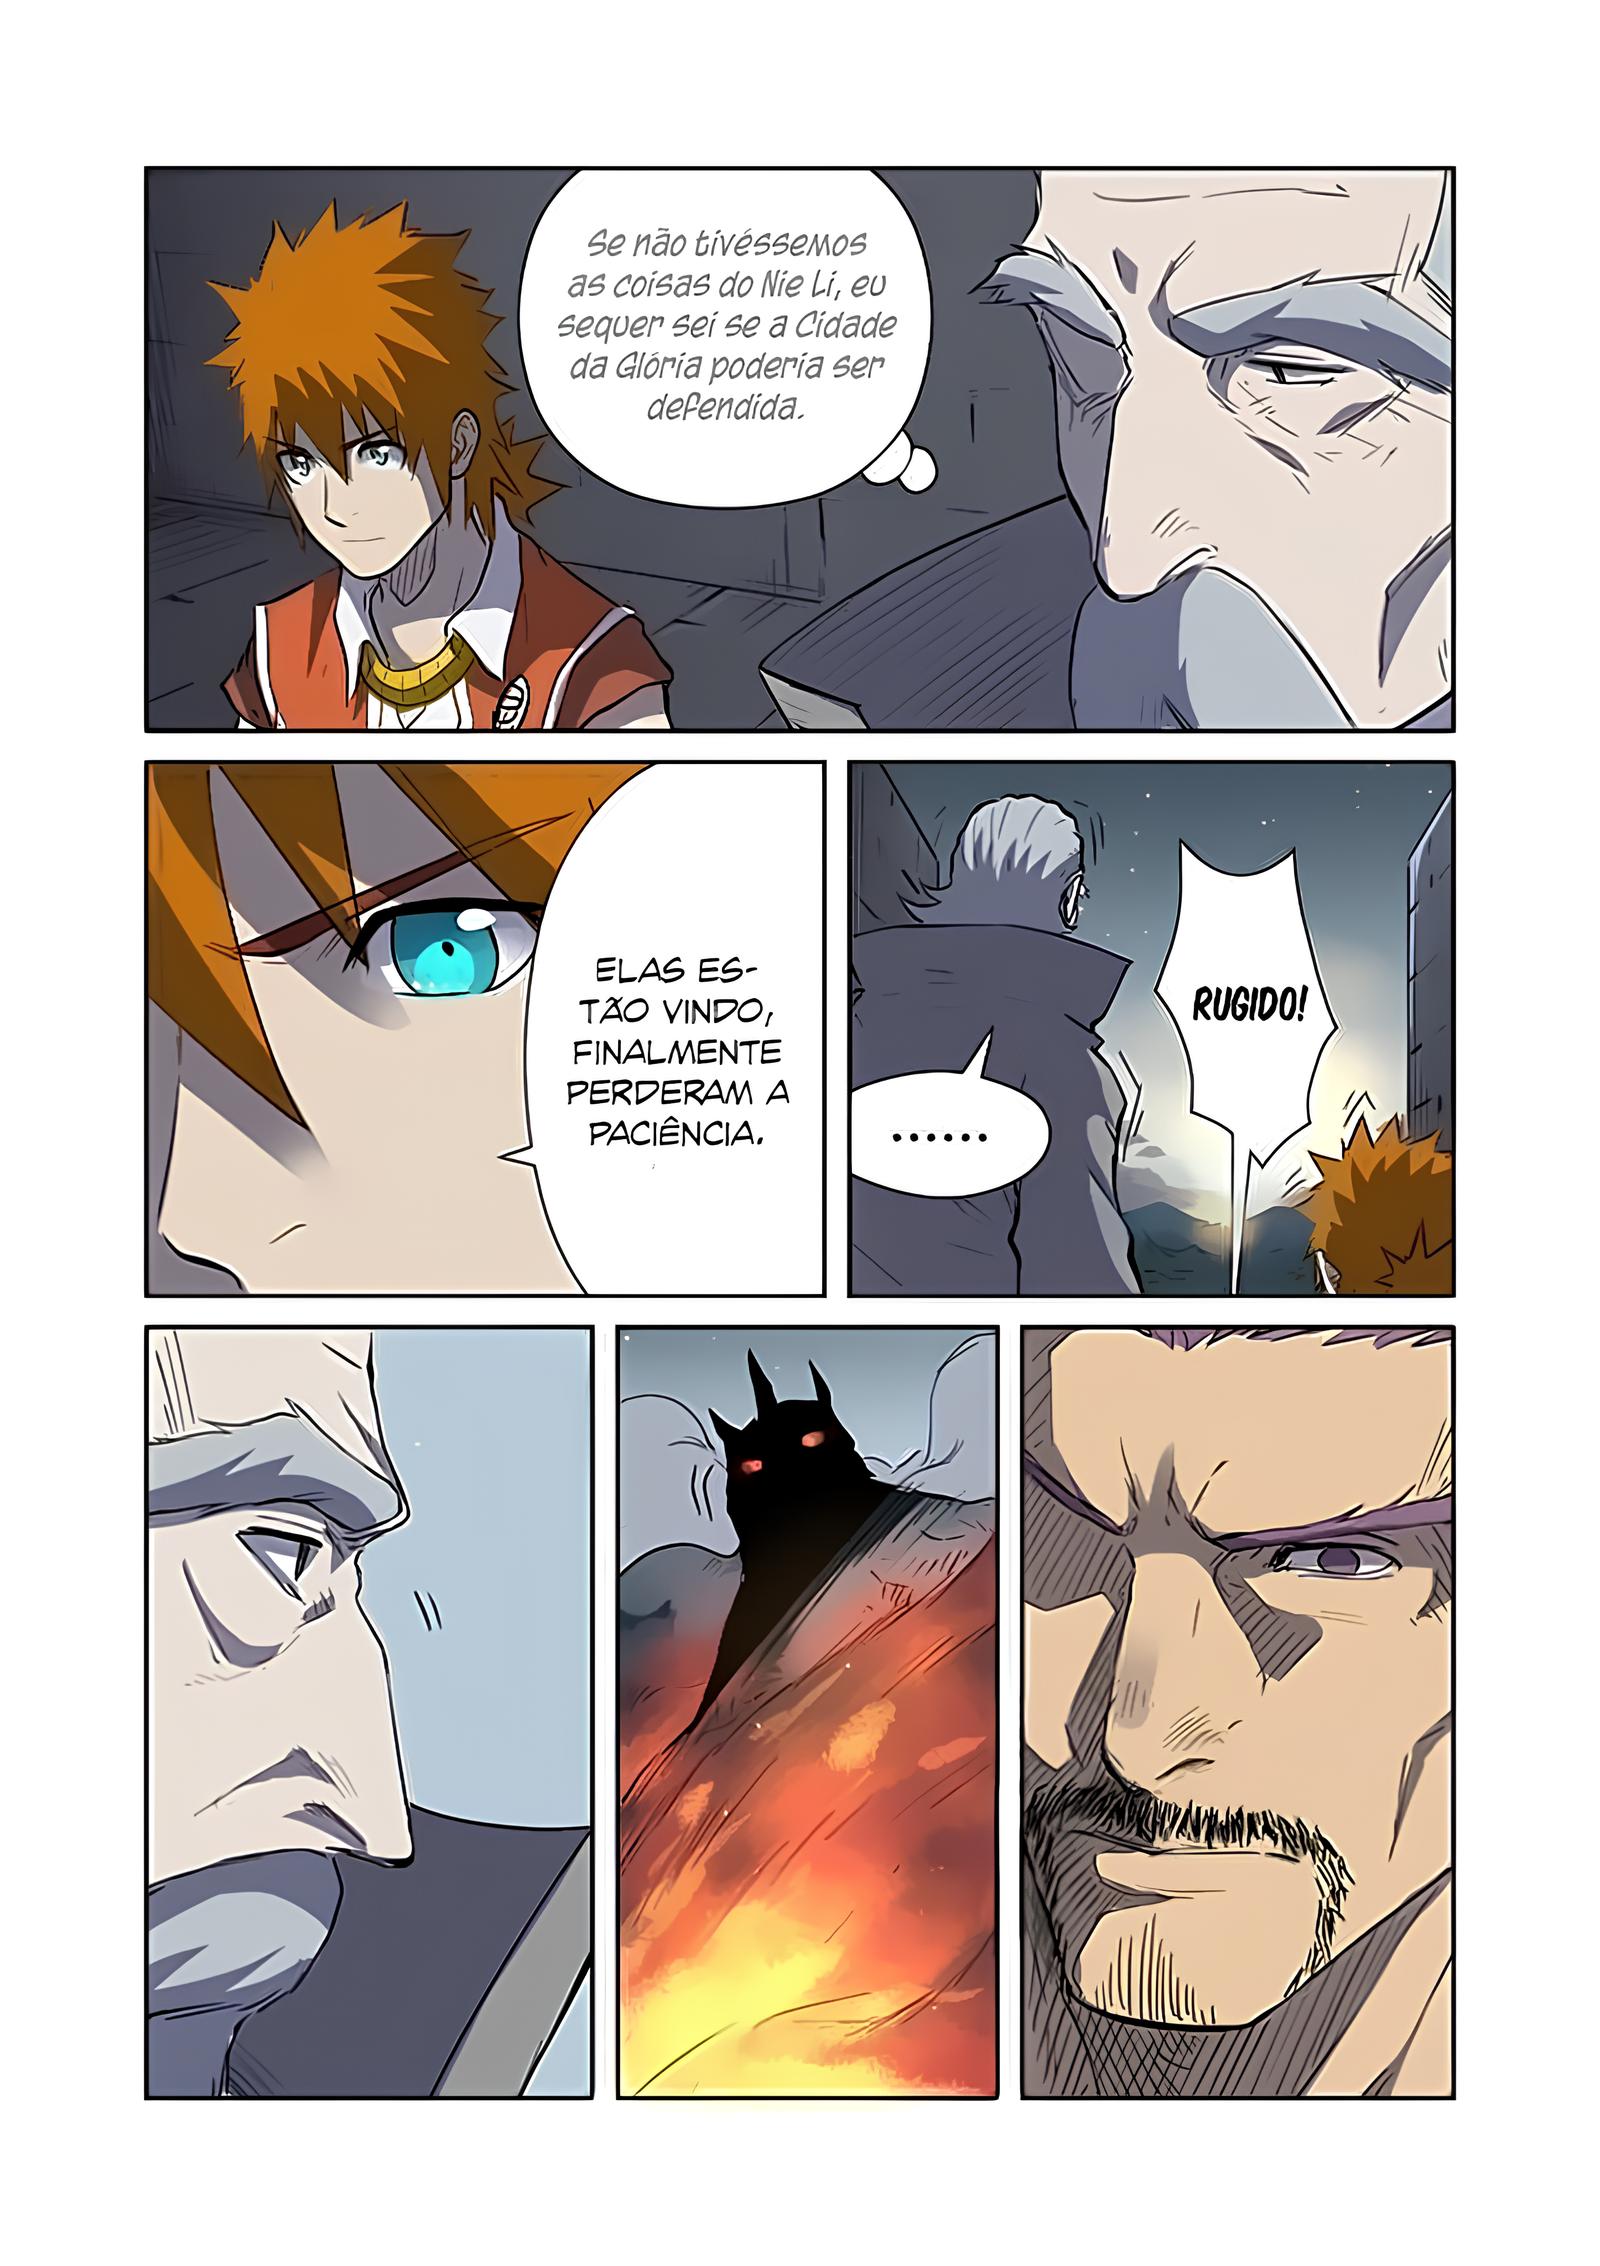 Se não tivéssemos
as coisas do Nie Li, eu
sequer sei se a Cidade
da Glória poderia ser
defendida.
ELAS ES-
TÃO VINDO,
FINALMENTE
PERDERAM A
PACIÊNCIA.
RUGIDO!
......